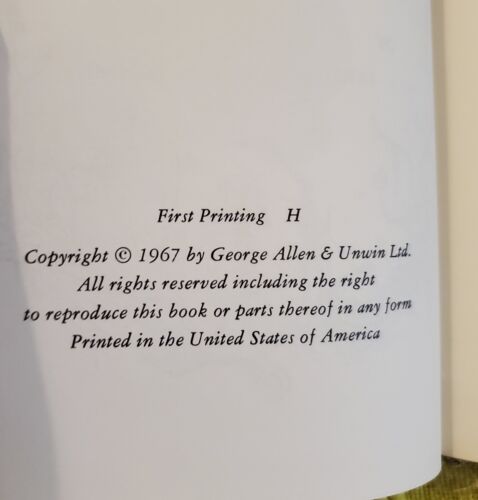 First Printing H
Copyright © 1967 by George Allen & Unwin Ltd.
All rights reserved including the right
to reproduce this book or parts thereof in any form
Printed in the United States of America